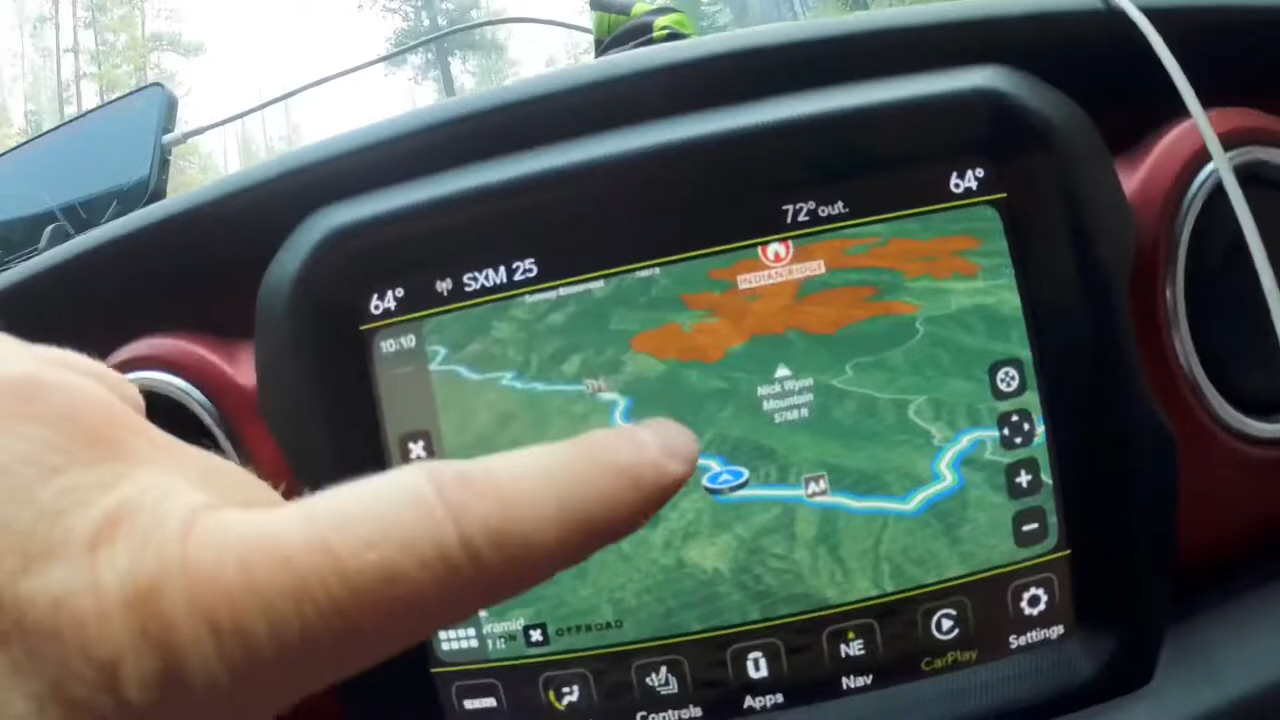 64°
72° out.
64°
SXM 25
INDIAN RIDGE
10:10
Nick Wynn
Mountain
5768 ft
A4
+
−
OFFROAD
Controls
Apps
NE
Nav
CarPlay
Settings